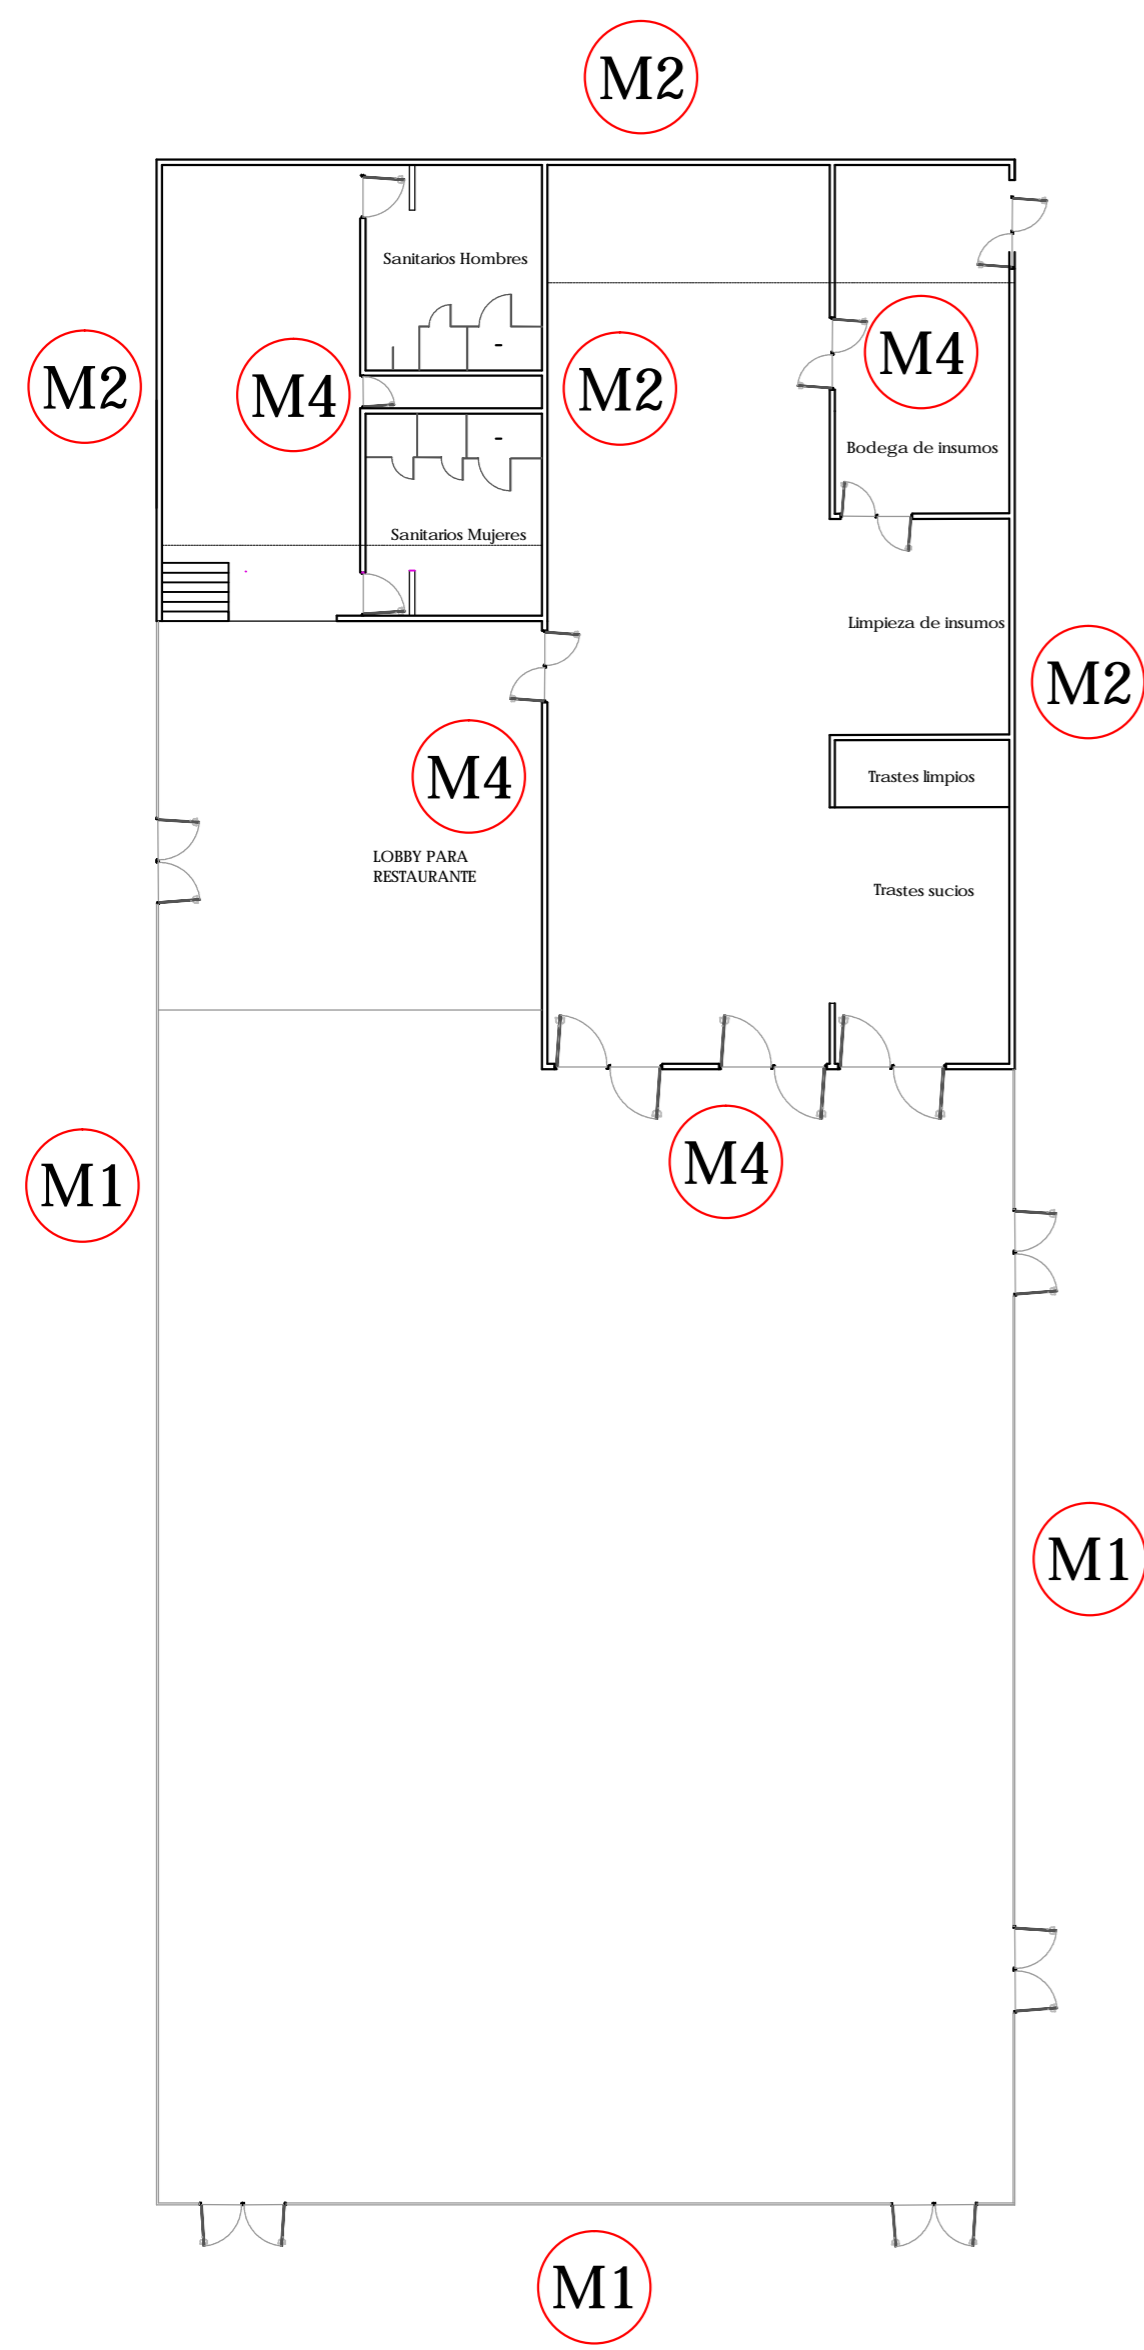 M2
Sanitarios Hombres
M2
M4
M2
M4
Bodega de insumos
Sanitarios Mujeres
Limpieza de insumos
M2
M4
Trastes limpios
LOBBY PARA
RESTAURANTE
Trastes sucios
M1
M4
M1
M1